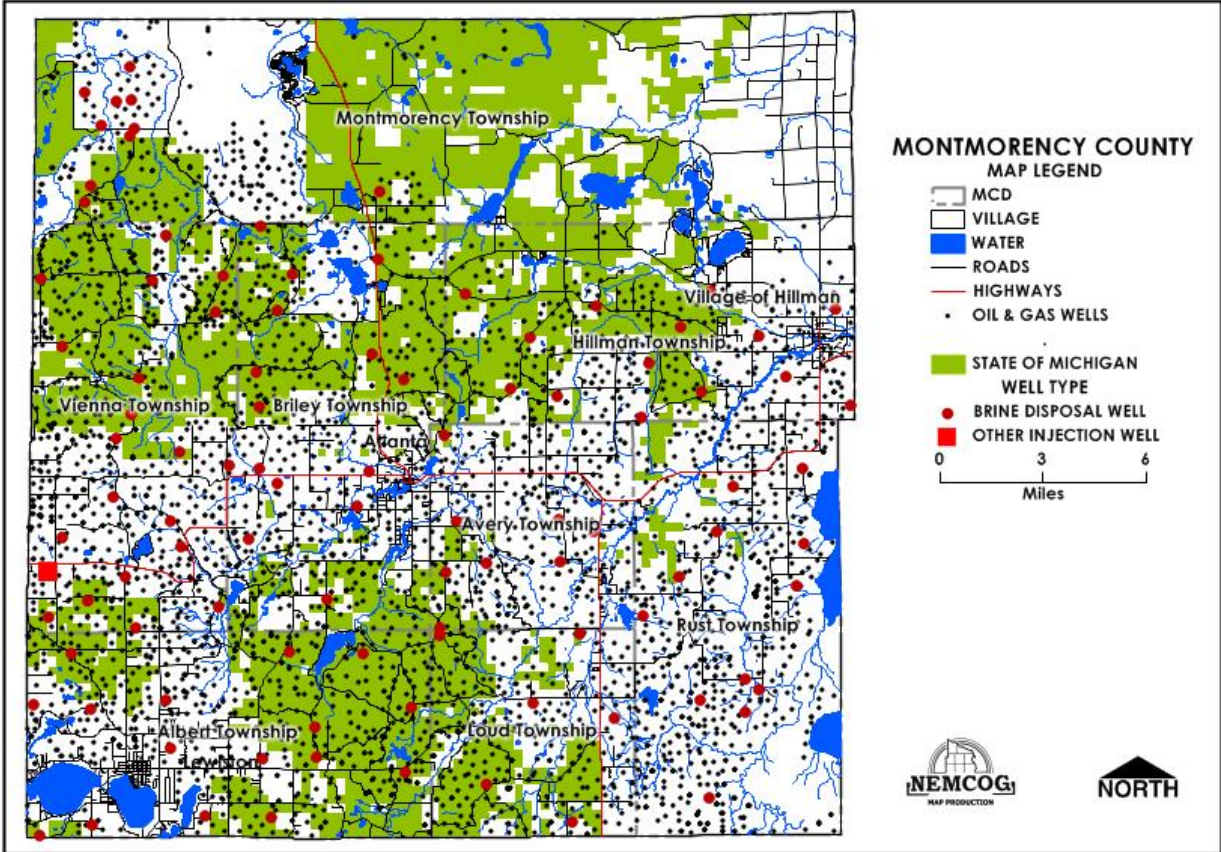 MONTMORENCY COUNTY
MAP LEGEND
MCD
VILLAGE
WATER
ROADS
HIGHWAYS
OIL & GAS WELLS
STATE OF MICHIGAN
WELL TYPE
BRINE DISPOSAL WELL
OTHER INJECTION WELL
0 3 6
Miles
Montmorency Township
Village of Hillman
Hillman Township
Vienna Township
Briley Township
Atlanta
Avery Township
Rust Township
Albert Township
Loud Township
Lewiston
NEMCOG
MAP PRODUCTION
NORTH